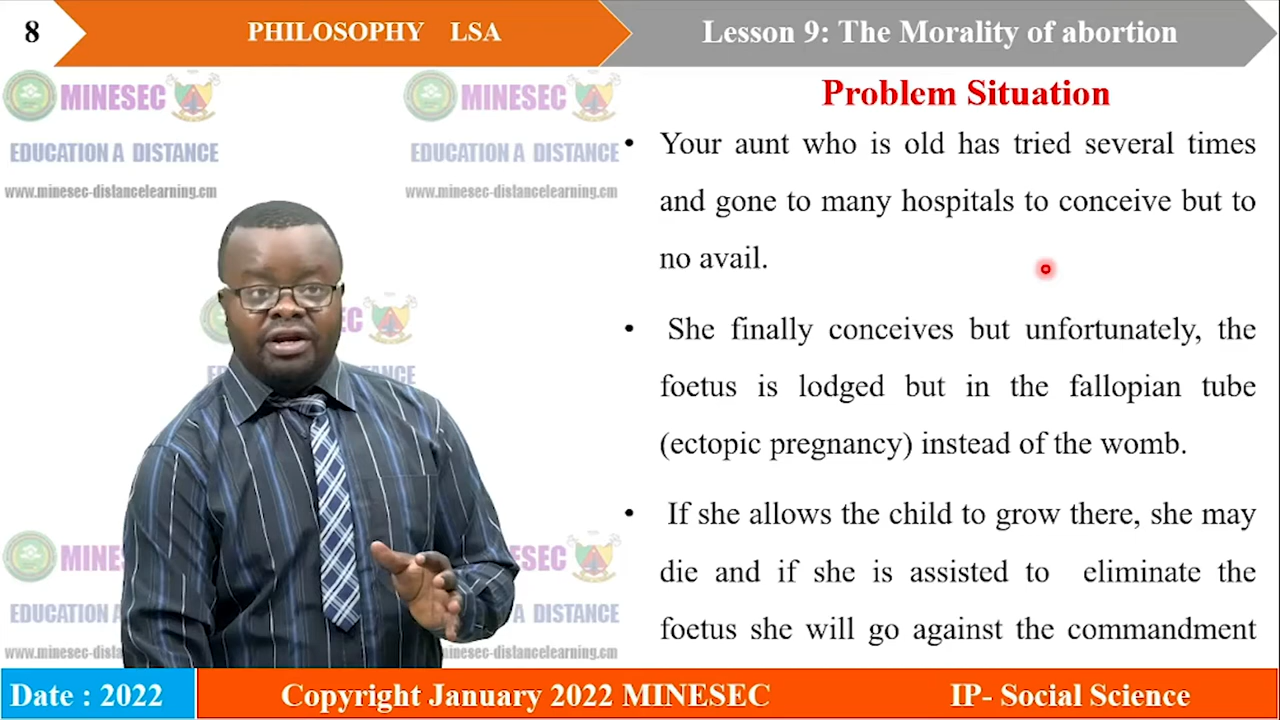 8
PHILOSOPHY LSA
Lesson 9: The Morality of abortion
MINESEC
EDUCATION A DISTANCE
www.minesec-distancelearning.cm
MINESEC
EDUCATION A DISTANCE
www.minesec-distancelearning.cm
Problem Situation
• Your aunt who is old has tried several times
and gone to many hospitals to conceive but to
no avail.
• She finally conceives but unfortunately, the
foetus is lodged but in the fallopian tube
(ectopic pregnancy) instead of the womb.
• If she allows the child to grow there, she may
die and if she is assisted to eliminate the
foetus she will go against the commandment
Date : 2022
Copyright January 2022 MINESEC
IP- Social Science